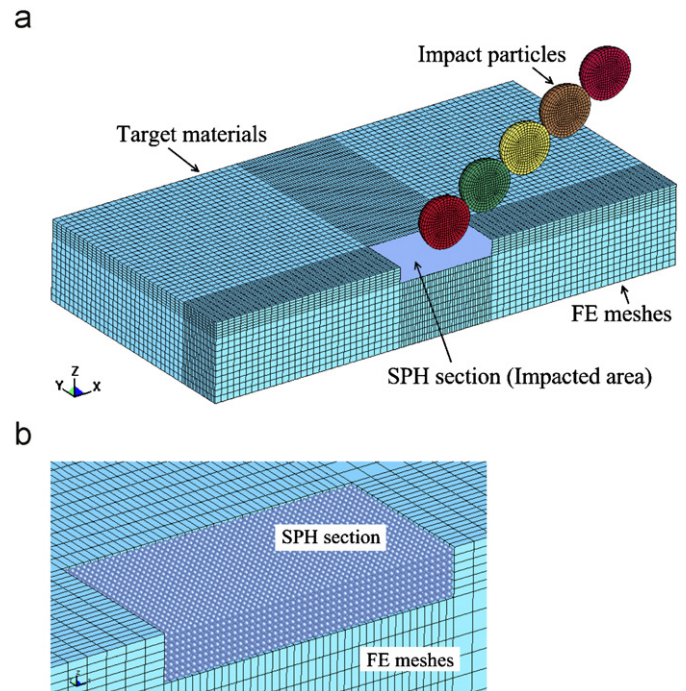 a
Impact particles
Target materials
FE meshes
SPH section (Impacted area)
Z
Y X
b
SPH section
FE meshes